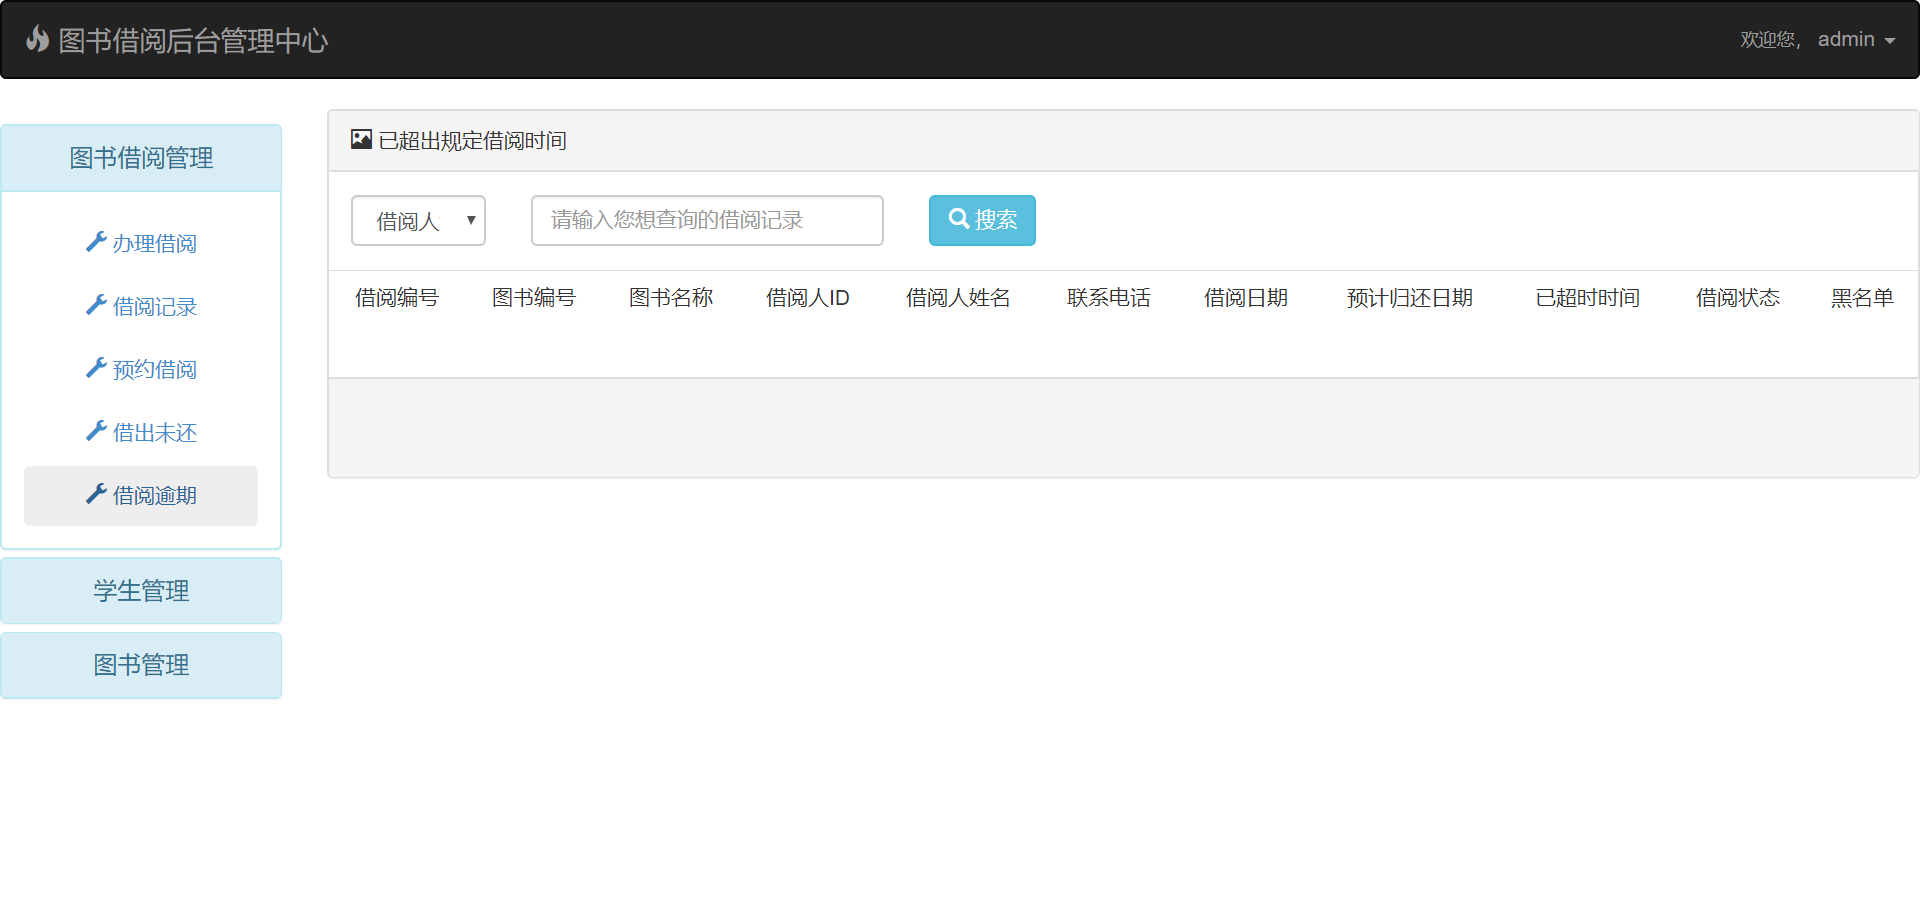 图书借阅后台管理中心
欢迎您， admin
图书借阅管理
办理借阅
借阅记录
预约借阅
借出未还
借阅逾期
学生管理
图书管理
已超出规定借阅时间
借阅人 请输入您想查询的借阅记录 搜索
借阅编号 图书编号 图书名称 借阅人ID 借阅人姓名 联系电话 借阅日期 预计归还日期 已超时时间 借阅状态 黑名单